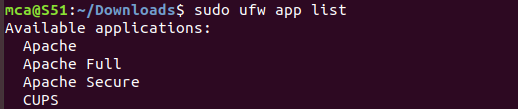 mca@S51:~/Downloads$ sudo ufw app list
Available applications:
  Apache
  Apache Full
  Apache Secure
  CUPS